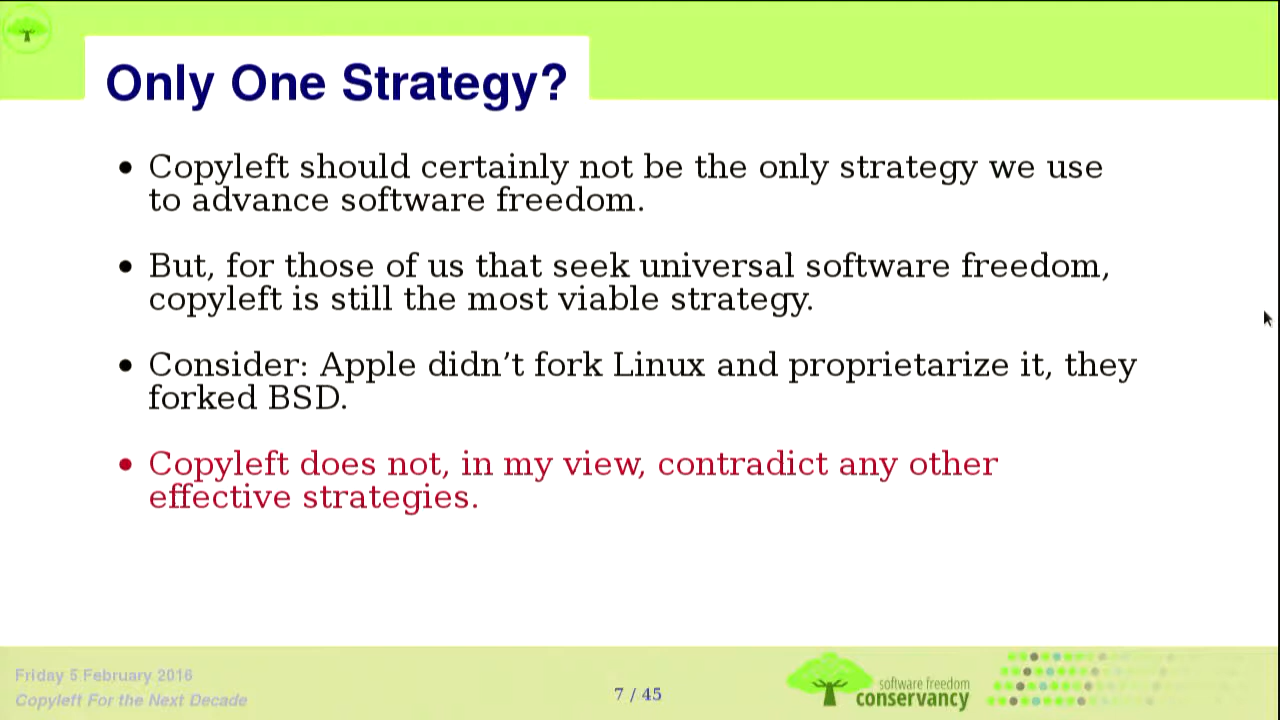 Only One Strategy?
• Copyleft should certainly not be the only strategy we use
to advance software freedom.
• But, for those of us that seek universal software freedom,
copyleft is still the most viable strategy.
• Consider: Apple didn’t fork Linux and proprietarize it, they
forked BSD.
• Copyleft does not, in my view, contradict any other
effective strategies.
Friday 5 February 2016
Copyleft For the Next Decade
7 / 45
software freedom
conservancy